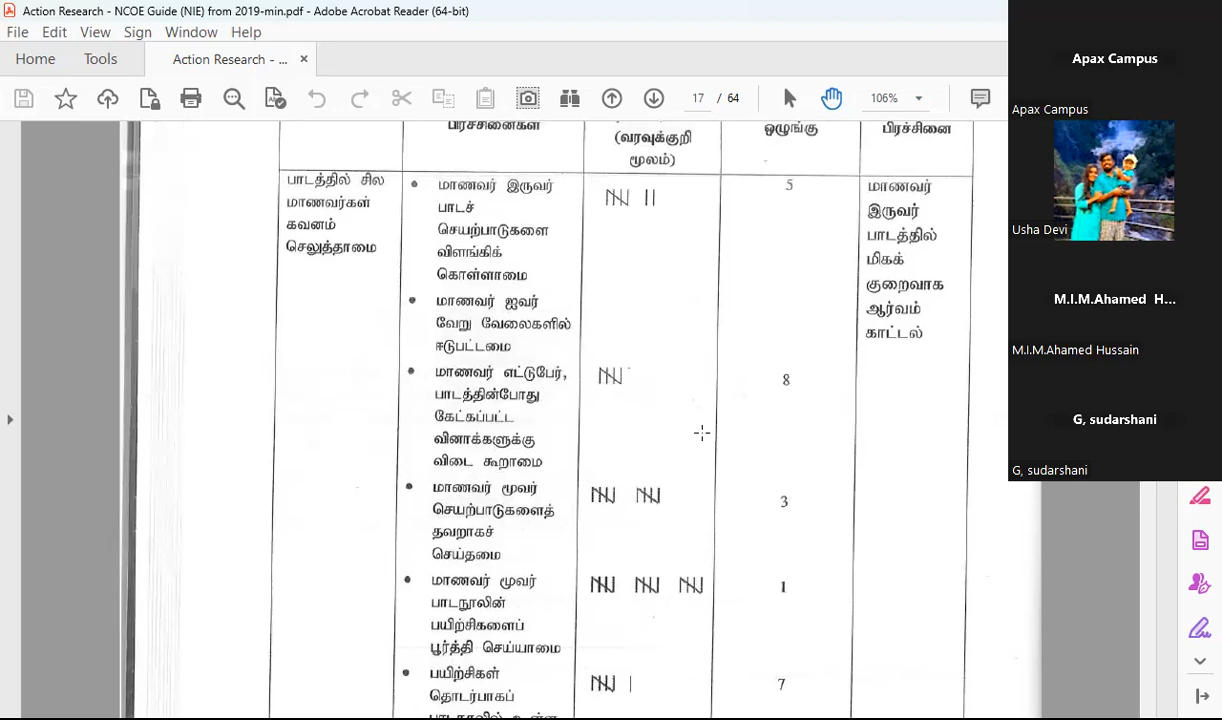 Action Research - NCOE Guide (NIE) from 2019-min.pdf - Adobe Acrobat Reader (64-bit)
File Edit View Sign Window Help
Home Tools Action Research - ... ×
17 / 64 106%
பிரச்சினைகள்
(வரவுக்குறி
மூலம்)
ஒழுங்கு
பிரச்சினை
பாடத்தில் சில
மாணவர்கள்
கவனம்
செலுத்தாமை
• மாணவர் இருவர்
பாடச்
செயற்பாடுகளை
விளங்கிக்
கொள்ளாமை
5
• மாணவர் ஐவர்
வேறு வேலைகளில்
ஈடுபட்டமை
• மாணவர் எட்டுபேர்,
பாடத்தின்போது
கேட்கப்பட்ட
வினாக்களுக்கு
விடை கூறாமை
8
• மாணவர் மூவர்
செயற்பாடுகளைத்
தவறாகச்
செய்தமை
3
• மாணவர் மூவர்
பாடநூலின்
பயிற்சிகளைப்
பூர்த்தி செய்யாமை
1
• பயிற்சிகள்
தொடர்பாகப்
7
மாணவர்
இருவர்
பாடத்தில்
மிகக்
குறைவாக
ஆர்வம்
காட்டல்
Apax Campus
Apax Campus
Usha Devi
M.I.M.Ahamed H...
M.I.M.Ahamed Hussain
G, sudarshani
G, sudarshani